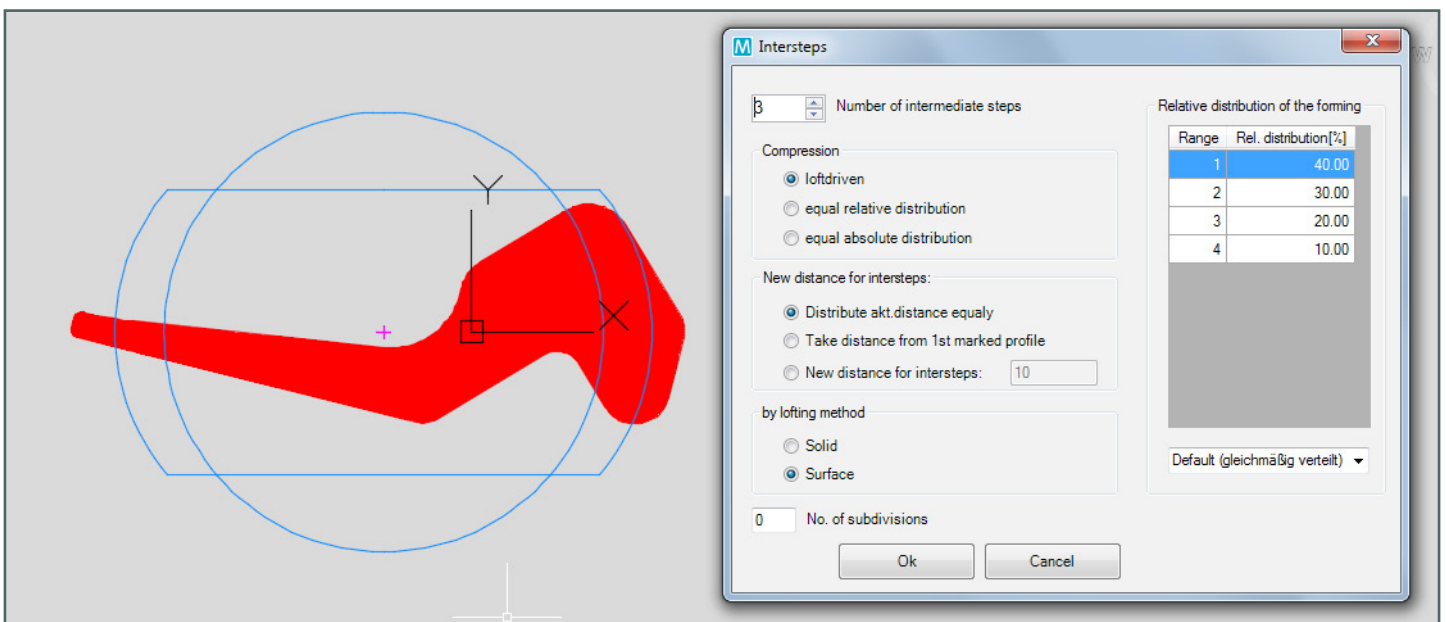 M Intersteps
W
3 Number of intermediate steps
Compression
loftdriven
equal relative distribution
equal absolute distribution
New distance for intersteps:
Distribute akt.distance equaly
Take distance from 1st marked profile
New distance for intersteps: 10
by lofting method
Solid
Surface
0 No. of subdivisions
Ok Cancel
Relative distribution of the forming
Range Rel. distribution[%]
1 40.00
2 30.00
3 20.00
4 10.00
Default (gleichmäßig verteilt)
Y
X